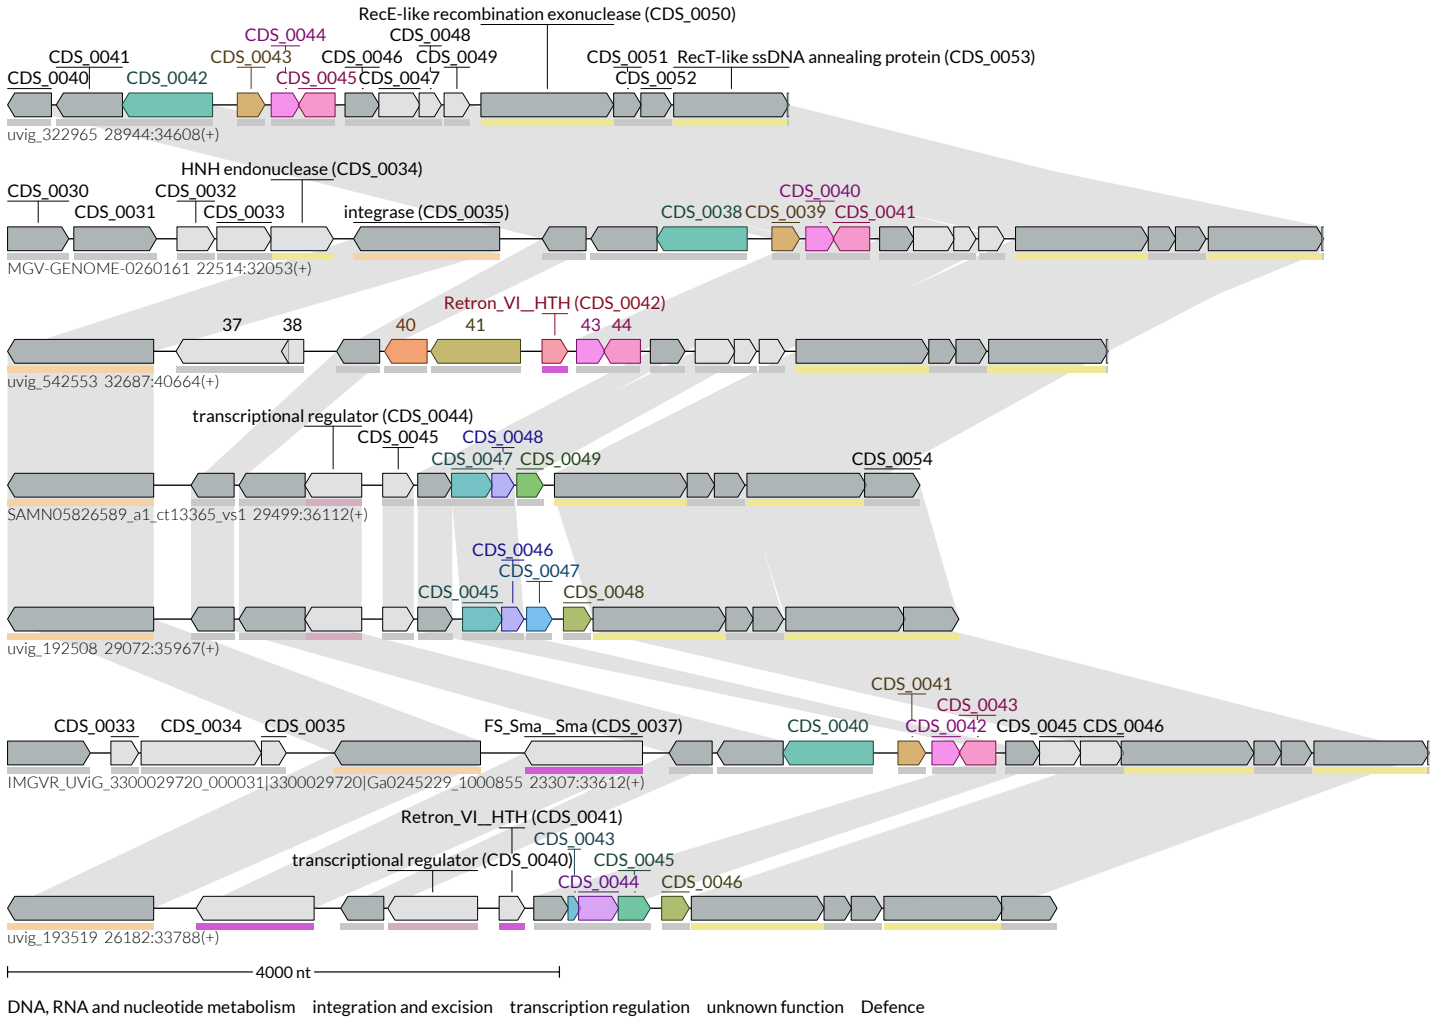 RecE-like recombination exonuclease (CDS_0050)
CDS_0044 CDS_0048
CDS_0041 CDS_0043 CDS_0046 CDS_0049 CDS_0051 RecT-like ssDNA annealing protein (CDS_0053)
CDS_0040 CDS_0042 CDS_0045 CDS_0047 CDS_0052
uvig_322965 28944:34608(+)
HNH endonuclease (CDS_0034)
CDS_0030 CDS_0032 CDS_0040
CDS_0031 CDS_0033 integrase (CDS_0035) CDS_0038 CDS_0039 CDS_0041
MGV-GENOME-0260161 22514:32053(+)
Retron_VI__HTH (CDS_0042)
37 38 40 41 43 44
uvig_542553 32687:40664(+)
transcriptional regulator (CDS_0044)
CDS_0045 CDS_0048
CDS_0047 CDS_0049 CDS_0054
SAMN05826589_a1_ct13365_vs1 29499:36112(+)
CDS_0046
CDS_0047
CDS_0045 CDS_0048
uvig_192508 29072:35967(+)
CDS_0041
CDS_0043
CDS_0033 CDS_0034 CDS_0035 FS_Sma__Sma (CDS_0037) CDS_0040 CDS_0042 CDS_0045 CDS_0046
IMGVR_UViG_3300029720_000031|3300029720|Ga0245229_1000855 23307:33612(+)
Retron_VI__HTH (CDS_0041)
CDS_0043
transcriptional regulator (CDS_0040) CDS_0045
CDS_0044 CDS_0046
uvig_193519 26182:33788(+)
4000 nt
DNA, RNA and nucleotide metabolism integration and excision transcription regulation unknown function Defence